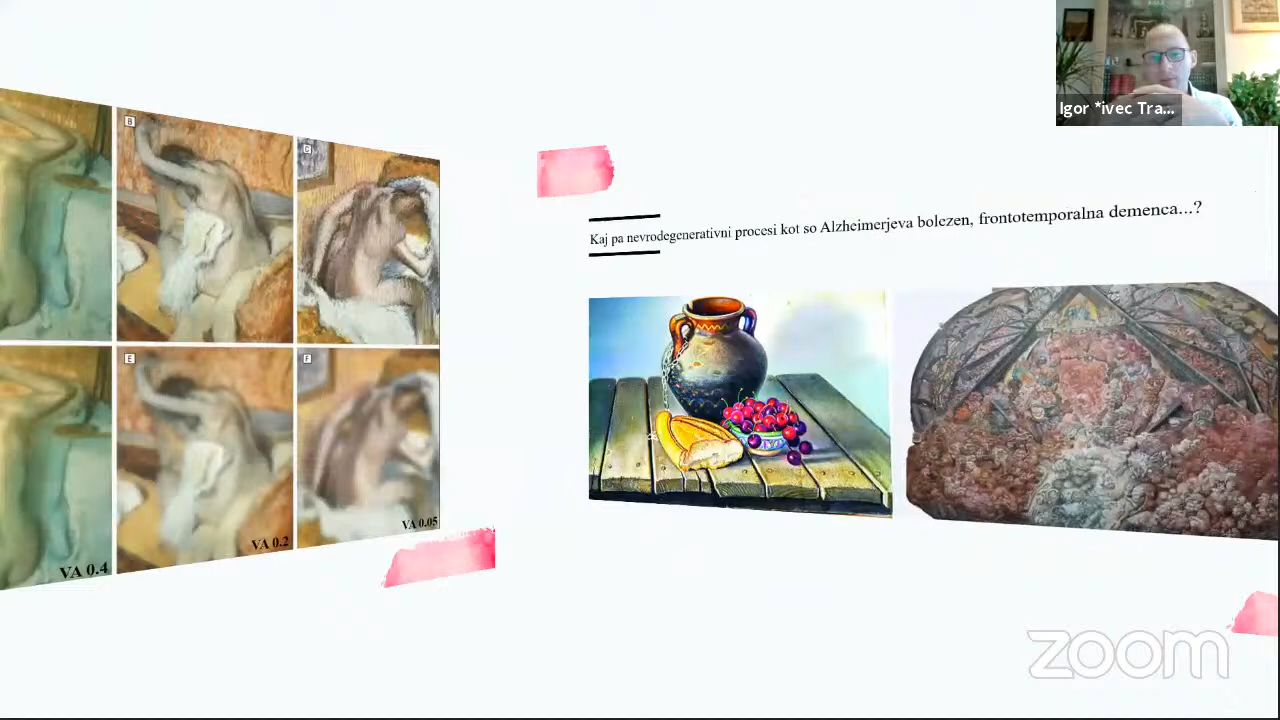 Igor *ivec Tra...
B
C
Kaj pa nevrodegenerativni procesi kot so Alzheimerjeva bolezen, frontotemporalna demenca...?
E
F
VA 0.4
VA 0.2
VA 0.05
zoom